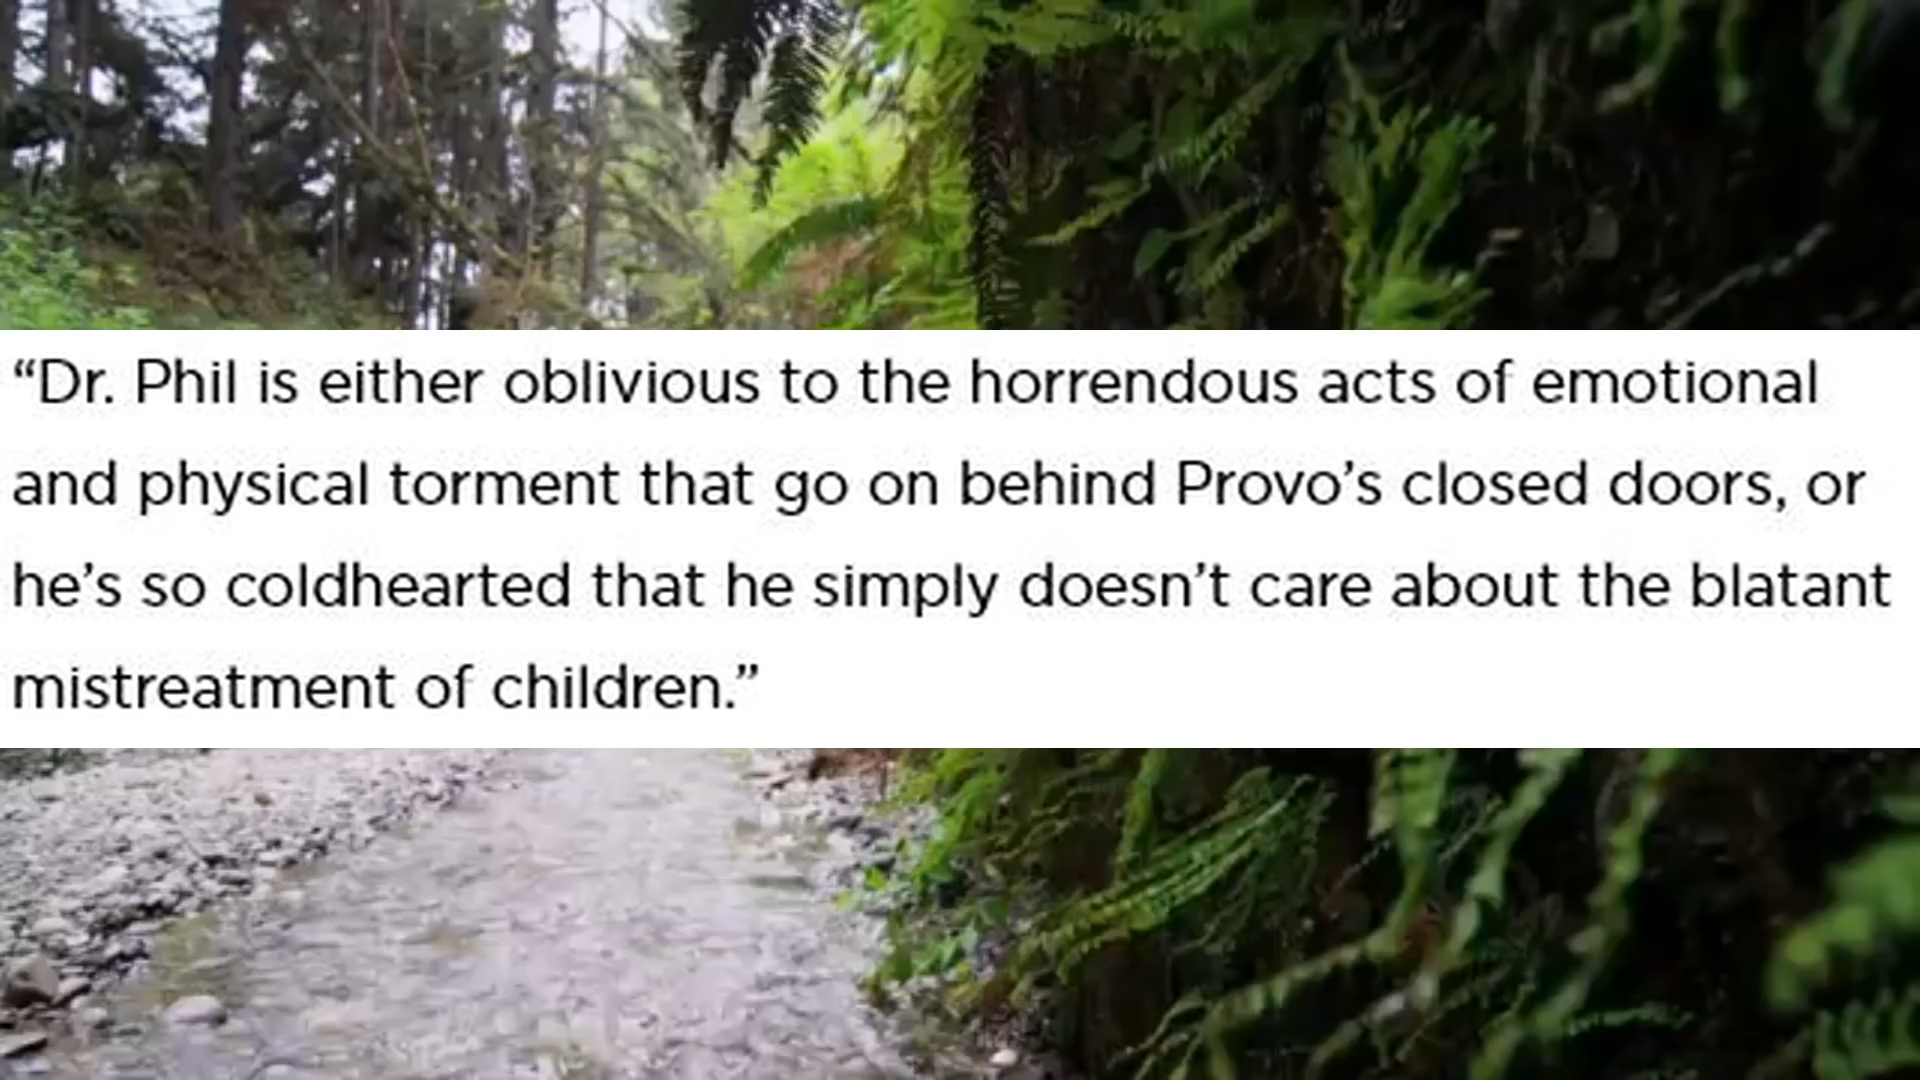 “Dr. Phil is either oblivious to the horrendous acts of emotional
and physical torment that go on behind Provo’s closed doors, or
he’s so coldhearted that he simply doesn’t care about the blatant
mistreatment of children.”